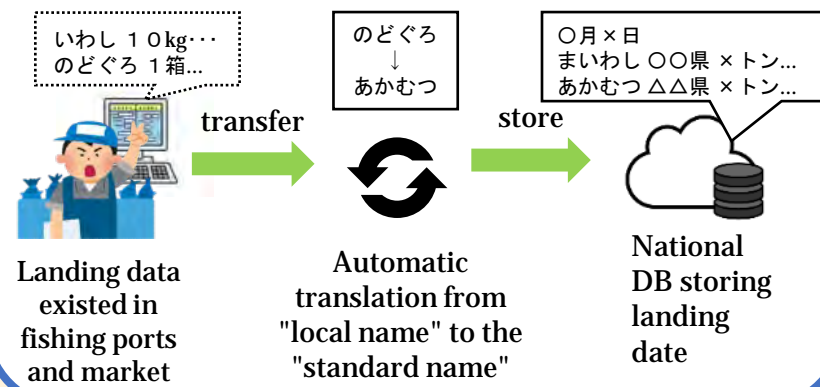 いわし １０kg･･･
のどぐろ １箱...
のどぐろ
↓
あかむつ
〇月×日
まいわし 〇〇県 ×トン...
あかむつ △△県 ×トン...
transfer
store
Landing data
existed in
fishing ports
and market
Automatic
translation from
"local name" to the
"standard name"
National
DB storing
landing
date